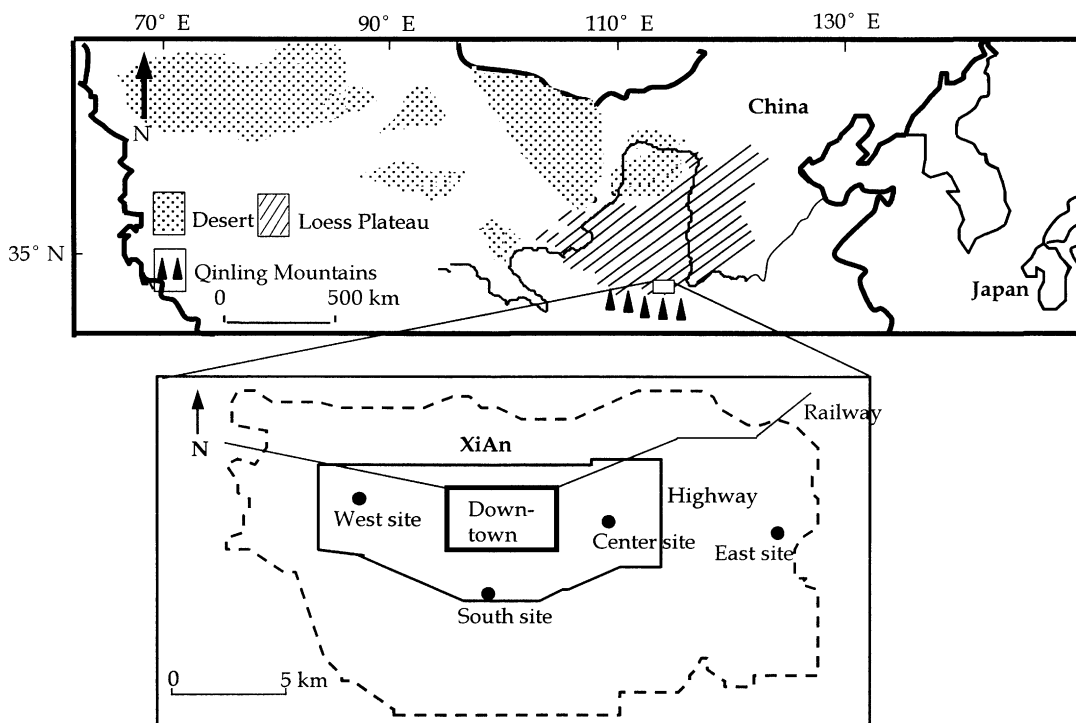 70° E
90° E
110° E
130° E
China
N
Desert
Loess Plateau
35° N
Qinling Mountains
0
500 km
Japan
Railway
N
XiAn
Highway
West site
Down-
town
Center site
East site
South site
0
5 km